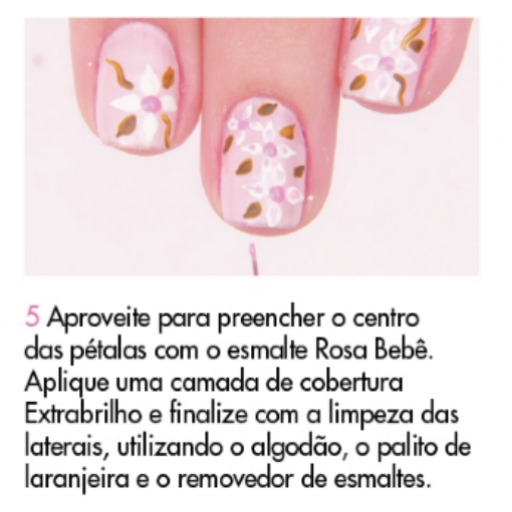 5 Aproveite para preencher o centro
das pétalas com o esmalte Rosa Bebê.
Aplique uma camada de cobertura
Extrabrilho e finalize com a limpeza das
laterais, utilizando o algodão, o palito de
laranjeira e o removedor de esmaltes.